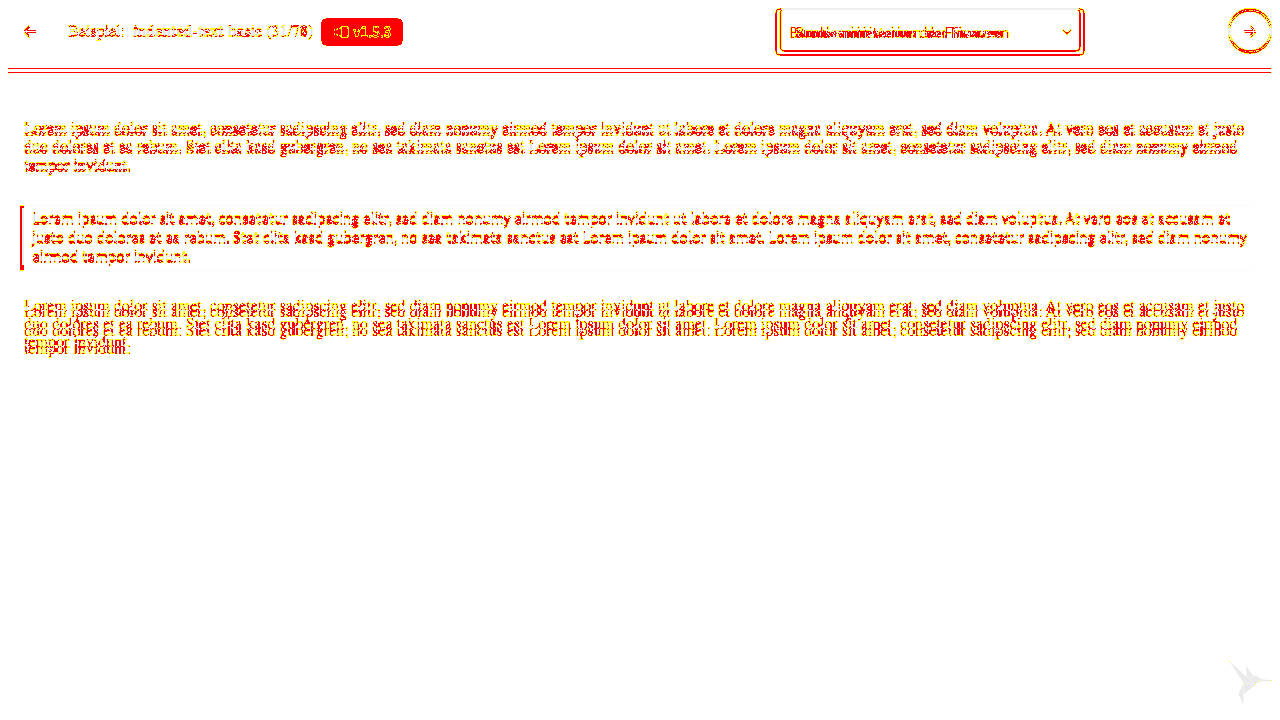 Beispiel: indented-text basic
Lorem ipsum dolor sit amet, consetetur sadipscing elitr, sed diam nonumy eirmod tempor invidunt ut labore et dolore magna aliquyam erat, sed diam voluptua. At vero eos et accusam et justo
duo dolores et ea rebum. Stet clita kasd gubergren, no sea takimata sanctus est Lorem ipsum dolor sit amet. Lorem ipsum dolor sit amet, consetetur sadipscing elitr, sed diam nonumy eirmod
tempor invidunt.
Lorem ipsum dolor sit amet, consetetur sadipscing elitr, sed diam nonumy eirmod tempor invidunt ut labore et dolore magna aliquyam erat, sed diam voluptua. At vero eos et accusam et
justo duo dolores et ea rebum. Stet clita kasd gubergren, no sea takimata sanctus est Lorem ipsum dolor sit amet. Lorem ipsum dolor sit amet, consetetur sadipscing elitr, sed diam nonumy
eirmod tempor invidunt.
Lorem ipsum dolor sit amet, consetetur sadipscing elitr, sed diam nonumy eirmod tempor invidunt ut labore et dolore magna aliquyam erat, sed diam voluptua. At vero eos et accusam et justo
duo dolores et ea rebum. Stet clita kasd gubergren, no sea takimata sanctus est Lorem ipsum dolor sit amet. Lorem ipsum dolor sit amet, consetetur sadipscing elitr, sed diam nonumy eirmod
tempor invidunt.